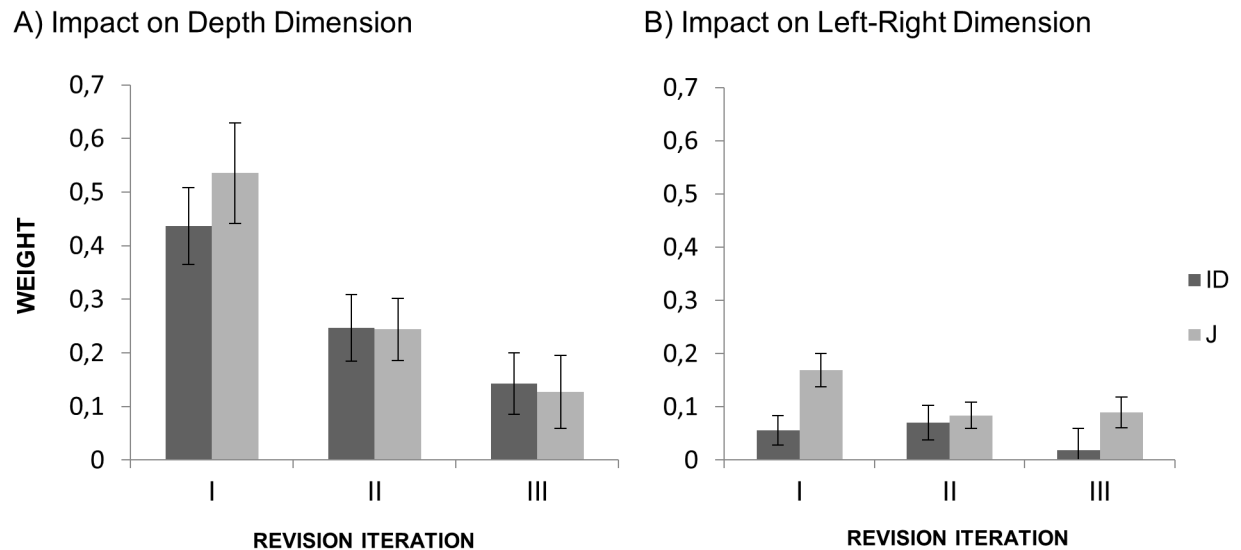 A) Impact on Depth Dimension
0,7
0,6
0,5
0,4
0,3
0,2
0,1
0
WEIGHT
I II III
REVISION ITERATION
B) Impact on Left-Right Dimension
0,7
0,6
0,5
0,4
0,3
0,2
0,1
0
I II III
REVISION ITERATION
ID
J